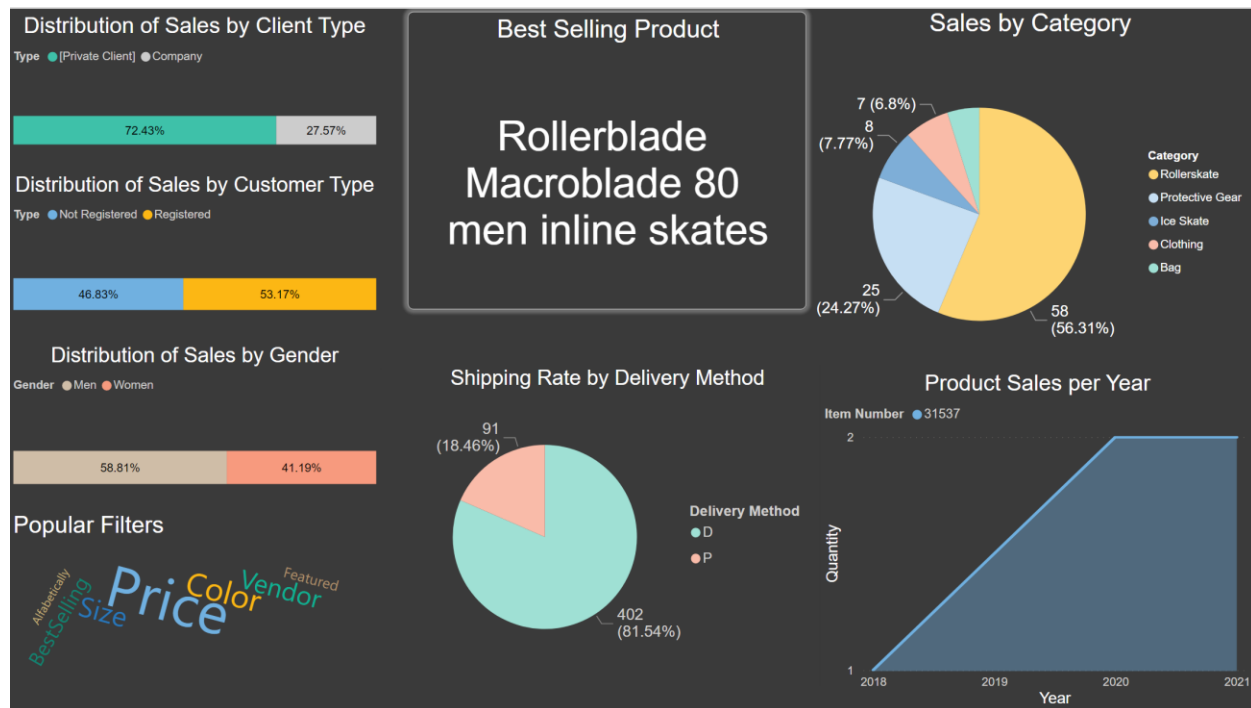 Distribution of Sales by Client Type
Type [Private Client] Company
72.43% 27.57%
Distribution of Sales by Customer Type
Type Not Registered Registered
46.83% 53.17%
Distribution of Sales by Gender
Gender Men Women
58.81% 41.19%
Popular Filters
Alfabetically
BestSelling
Size
Price
Color
Vendor
Featured
Best Selling Product
Rollerblade
Macroblade 80
men inline skates
Shipping Rate by Delivery Method
91
(18.46%)
402
(81.54%)
Delivery Method
D
P
Sales by Category
7 (6.8%)
8
(7.77%)
25
(24.27%)
58
(56.31%)
Category
Rollerskate
Protective Gear
Ice Skate
Clothing
Bag
Product Sales per Year
Item Number 31537
2
1
Quantity
2018 2019 2020 2021
Year